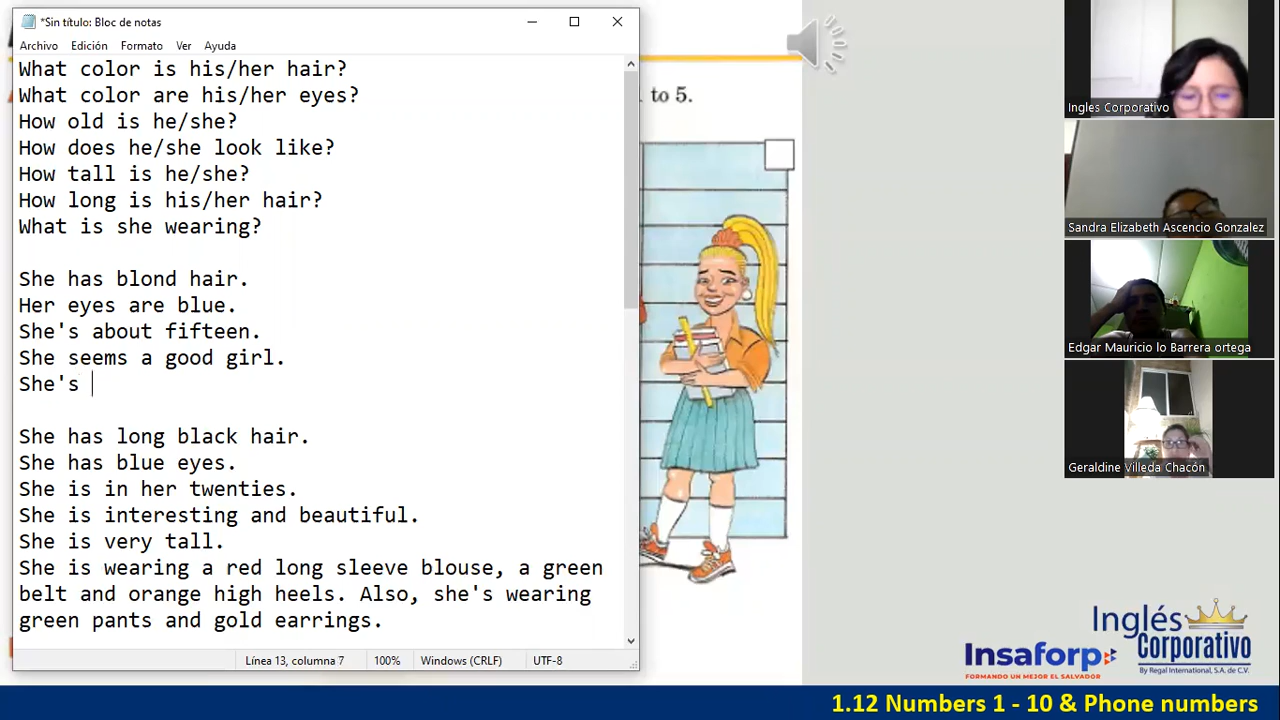 *Sin título: Bloc de notas
Archivo Edición Formato Ver Ayuda
What color is his/her hair?
What color are his/her eyes?
How old is he/she?
How does he/she look like?
How tall is he/she?
How long is his/her hair?
What is she wearing?
She has blond hair.
Her eyes are blue.
She's about fifteen.
She seems a good girl.
She's
She has long black hair.
She has blue eyes.
She is in her twenties.
She is interesting and beautiful.
She is very tall.
She is wearing a red long sleeve blouse, a green
belt and orange high heels. Also, she's wearing
green pants and gold earrings.
Línea 13, columna 7 100% Windows (CRLF) UTF-8
to 5.
Ingles Corporativo
Sandra Elizabeth Ascencio Gonzalez
Edgar Mauricio lo Barrera ortega
Geraldine Villeda Chacón
Insaforp
FORMANDO UN MEJOR EL SALVADOR
Inglés
Corporativo
By Regal International, S.A. de C.V.
1.12 Numbers 1 - 10 & Phone numbers